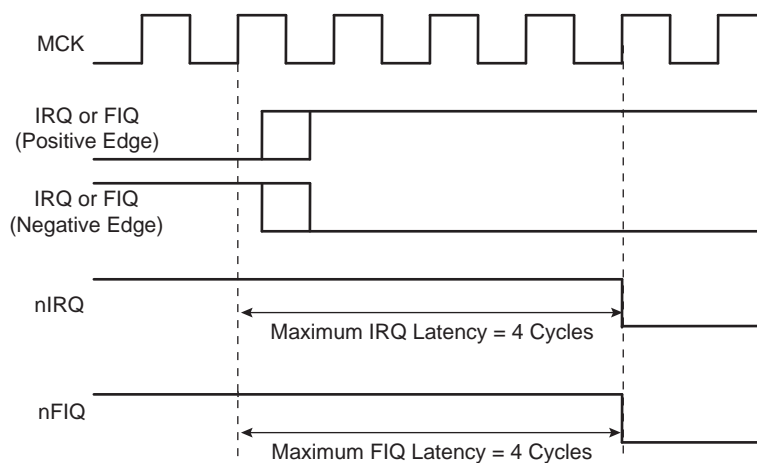 MCK
IRQ or FIQ
(Positive Edge)
IRQ or FIQ
(Negative Edge)
nIRQ
Maximum IRQ Latency = 4 Cycles
nFIQ
Maximum FIQ Latency = 4 Cycles